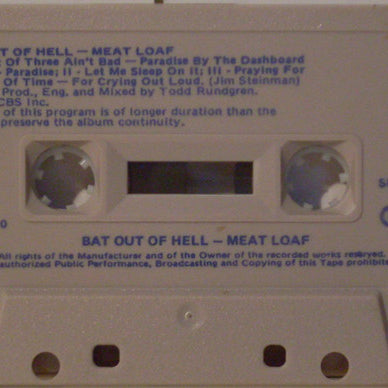 UT OF HELL — MEAT LOAF
Of Three Ain't Bad — Paradise By The Dashboard
- Paradise; II - Let Me Sleep On It; III - Praying For
Of Time — For Crying Out Loud. (Jim Steinman)
Prod., Eng. and Mixed by Todd Rundgren.
CBS Inc.
of this program is of longer duration than the
preserve the album continuity.
0
BAT OUT OF HELL — MEAT LOAF
All rights of the Manufacturer and of the Owner of the recorded works reserved.
authorized Public Performance, Broadcasting and Copying of this Tape prohibite